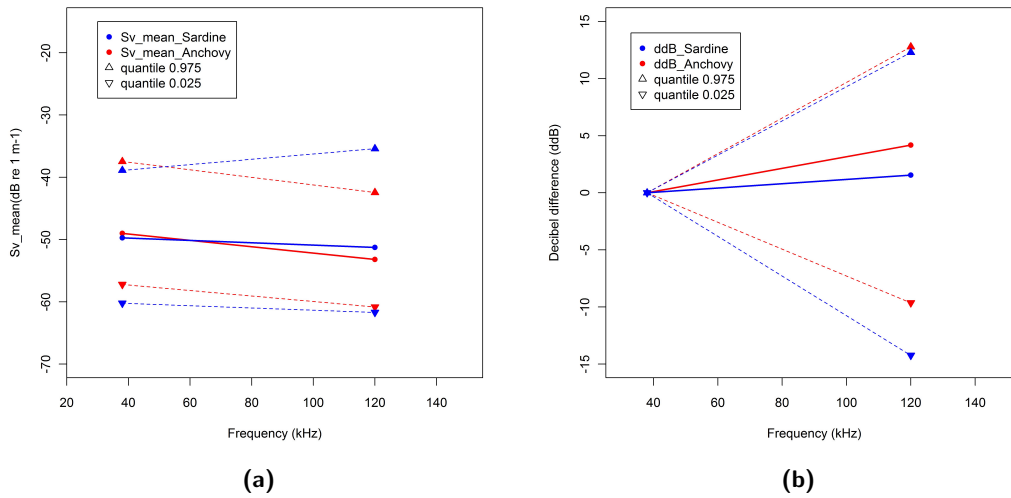 Sv_mean(dB re 1 m-1)
-20
-30
-40
-50
-60
-70
Sv_mean_Sardine
Sv_mean_Anchovy
quantile 0.975
quantile 0.025
20 40 60 80 100 120 140
Frequency (kHz)
(a)
Decibel difference (ddB)
10
5
0
-5
-10
-15
ddB_Sardine
ddB_Anchovy
quantile 0.975
quantile 0.025
40 60 80 100 120 140
Frequency (kHz)
(b)